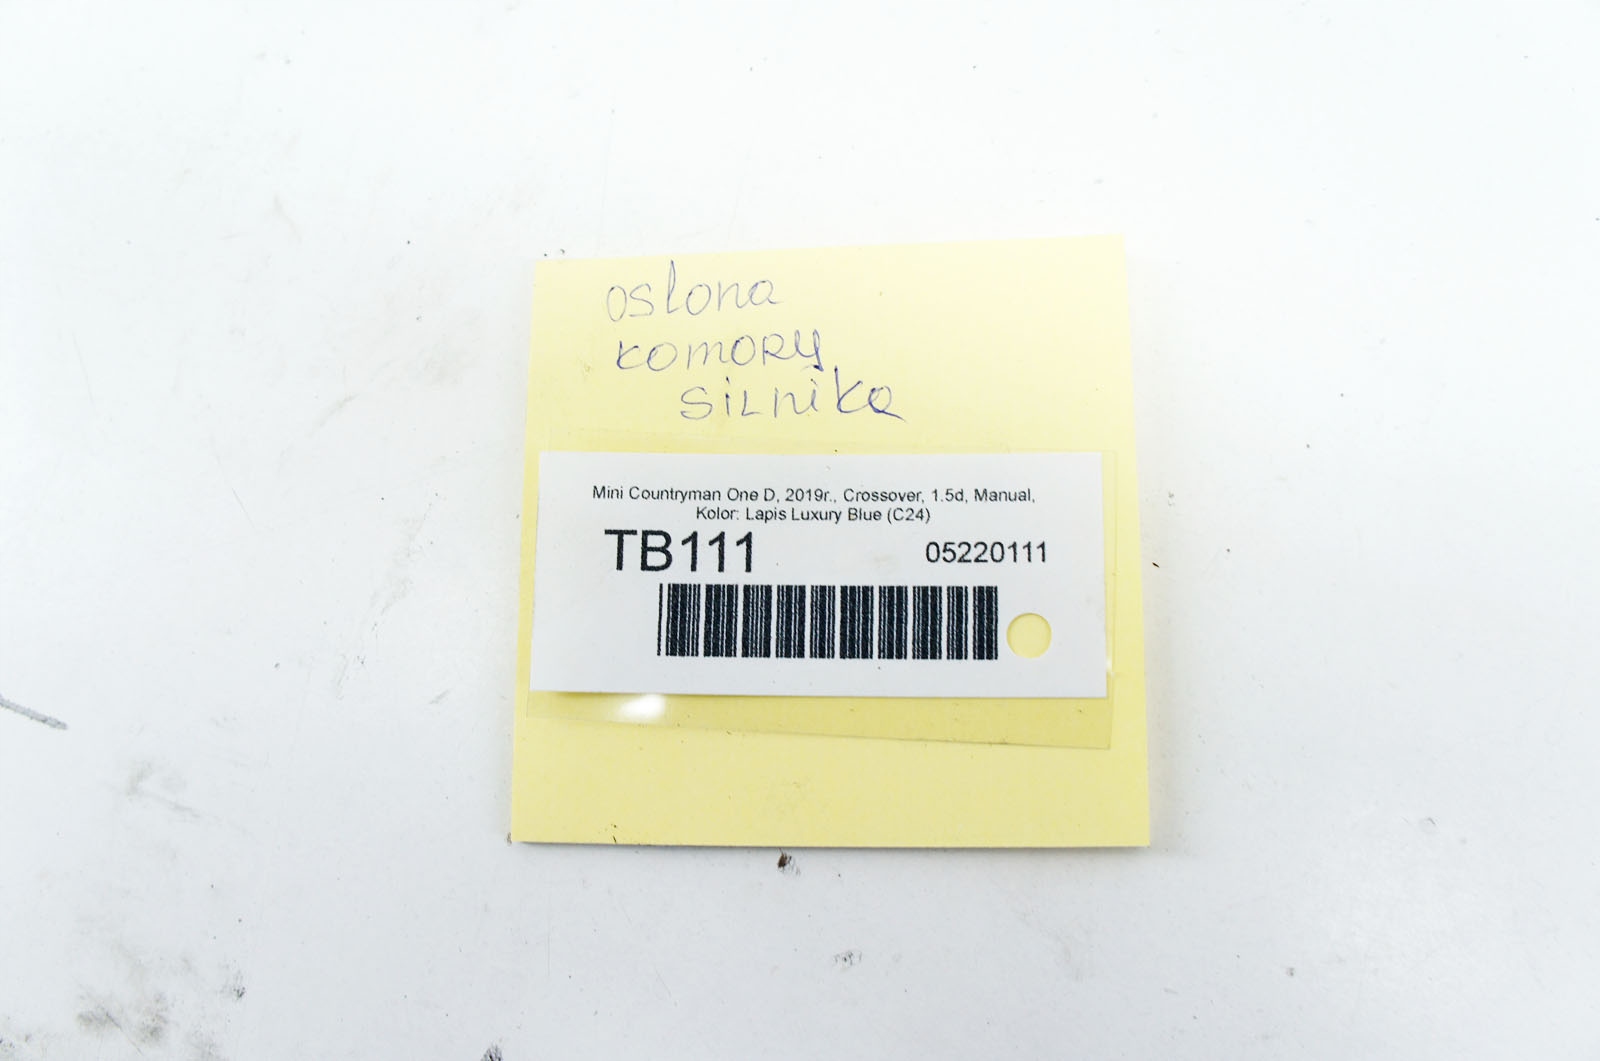 oslona
komory
silnika
Mini Countryman One D, 2019r., Crossover, 1.5d, Manual,
Kolor: Lapis Luxury Blue (C24)
TB111 05220111